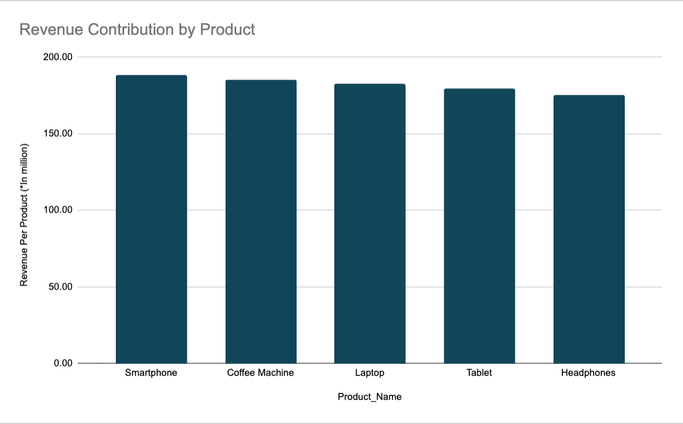 Revenue Contribution by Product
Revenue Per Product (*In million)
200.00
150.00
100.00
50.00
0.00
Smartphone Coffee Machine Laptop Tablet Headphones
Product_Name